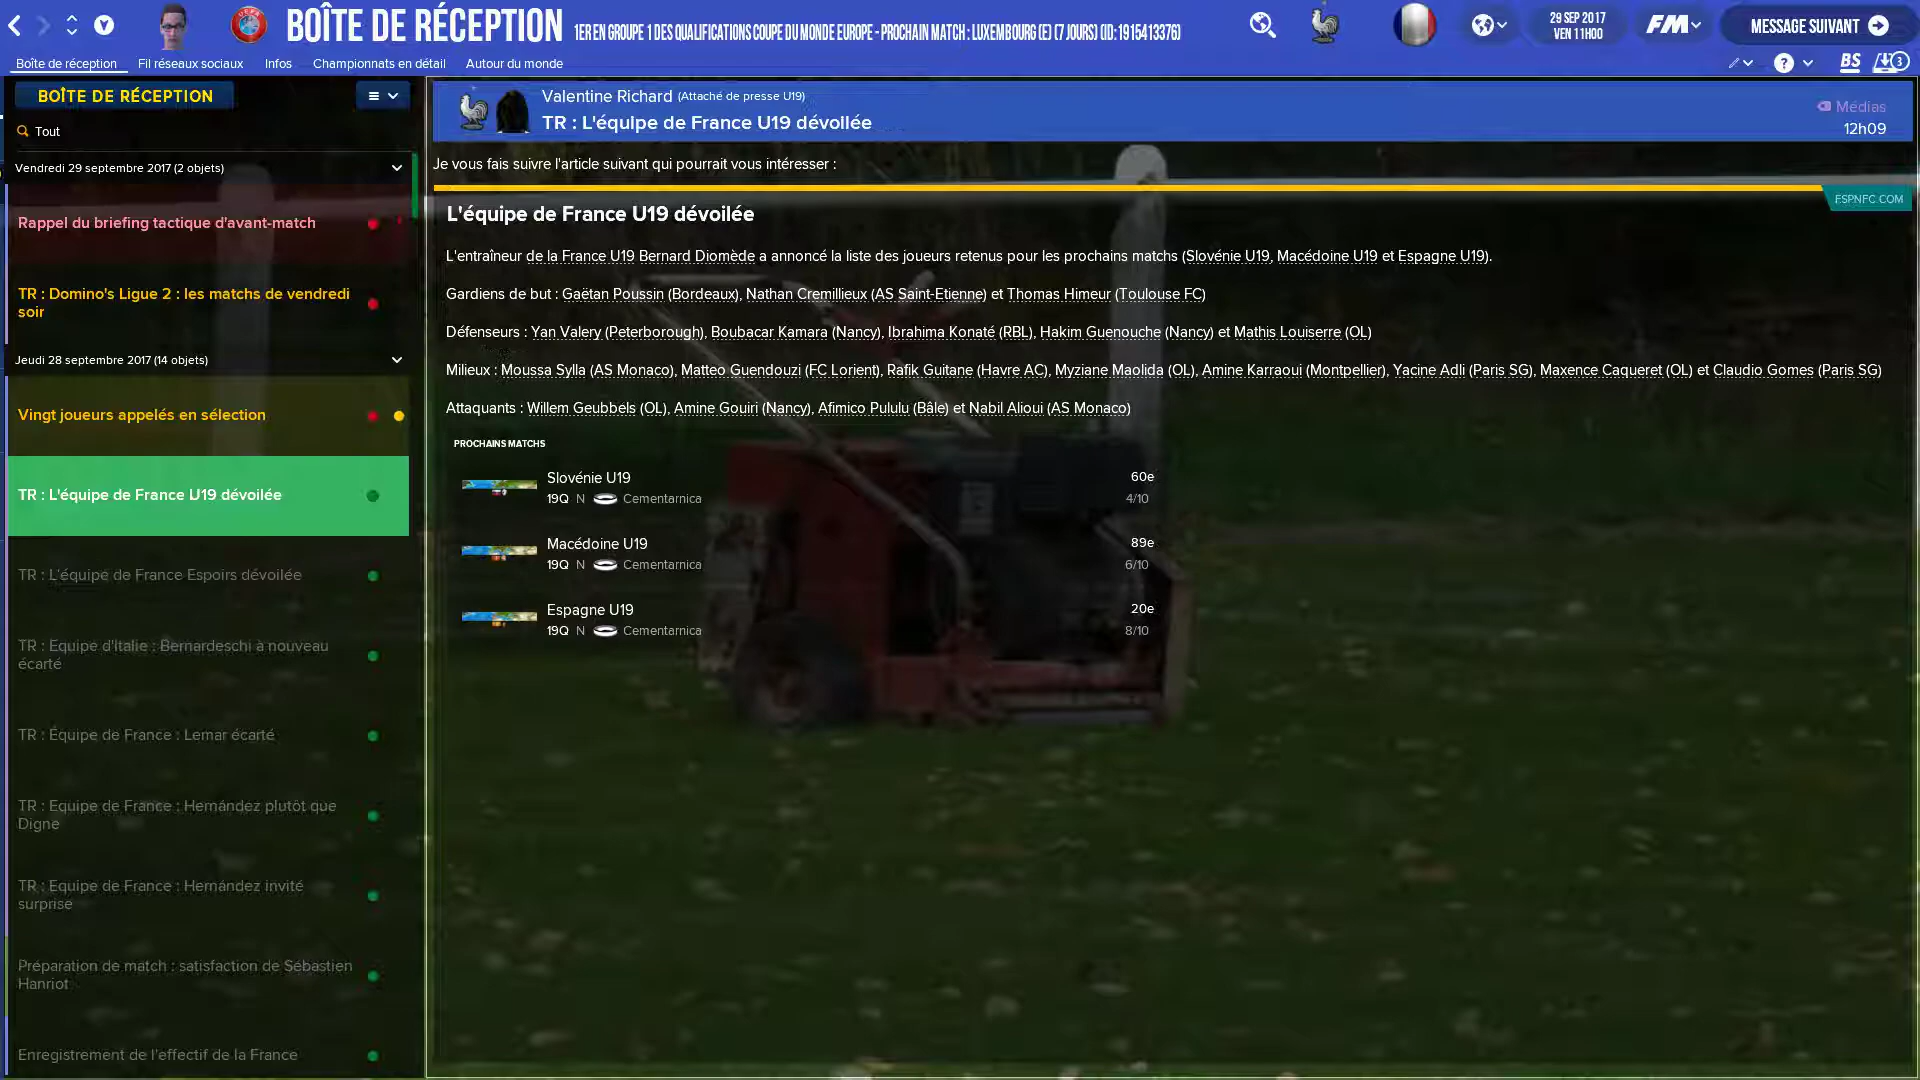 BOÎTE DE RÉCEPTION
1ER EN GROUPE 1 DES QUALIFICATIONS COUPE DU MONDE EUROPE - PROCHAIN MATCH : LUXEMBOURG (E) (7 JOURS) (ID:1915413376)
29 SEP 2017
VEN 11H00
FM
MESSAGE SUIVANT
Boîte de réception
Fil réseaux sociaux
Infos
Championnats en détail
Autour du monde
BS
3
BOÎTE DE RÉCEPTION
Tout
Vendredi 29 septembre 2017 (2 objets)
Rappel du briefing tactique d'avant-match
TR : Domino's Ligue 2 : les matchs de vendredi
soir
Jeudi 28 septembre 2017 (14 objets)
Vingt joueurs appelés en sélection
TR : L'équipe de France U19 dévoilée
TR : L'équipe de France Espoirs dévoilée
TR : Equipe d'Italie : Bernardeschi à nouveau
écarté
TR : Équipe de France : Lemar écarté
TR : Equipe de France : Hernández plutôt que
Digne
TR : Equipe de France : Hernández invité
surprise
Préparation de match : satisfaction de Sébastien
Hanriot
Enregistrement de l'effectif de la France
Valentine Richard (Attaché de presse U19)
TR : L'équipe de France U19 dévoilée
Médias
12h09
Je vous fais suivre l'article suivant qui pourrait vous intéresser :
ESPNFC.COM
L'équipe de France U19 dévoilée
L'entraîneur de la France U19 Bernard Diomède a annoncé la liste des joueurs retenus pour les prochains matchs (Slovénie U19, Macédoine U19 et Espagne U19).
Gardiens de but : Gaëtan Poussin (Bordeaux), Nathan Cremillieux (AS Saint-Etienne) et Thomas Himeur (Toulouse FC)
Défenseurs : Yan Valery (Peterborough), Boubacar Kamara (Nancy), Ibrahima Konaté (RBL), Hakim Guenouche (Nancy) et Mathis Louiserre (OL)
Milieux : Moussa Sylla (AS Monaco), Matteo Guendouzi (FC Lorient), Rafik Guitane (Havre AC), Myziane Maolida (OL), Amine Karraoui (Montpellier), Yacine Adli (Paris SG), Maxence Caqueret (OL) et Claudio Gomes (Paris SG)
Attaquants : Willem Geubbels (OL), Amine Gouiri (Nancy), Afimico Pululu (Bâle) et Nabil Alioui (AS Monaco)
PROCHAINS MATCHS
Slovénie U19 60e
19Q N Cementarnica 4/10
Macédoine U19 89e
19Q N Cementarnica 6/10
Espagne U19 20e
19Q N Cementarnica 8/10